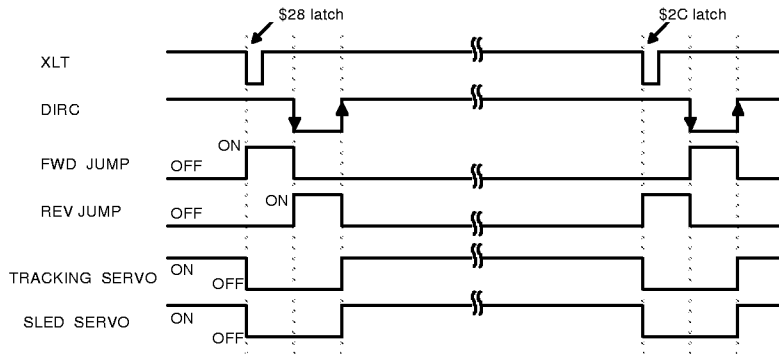 $28 latch
$2C latch
XLT
DIRC
ON
FWD JUMP OFF
REV JUMP OFF ON
ON
TRACKING SERVO OFF
ON
SLED SERVO OFF